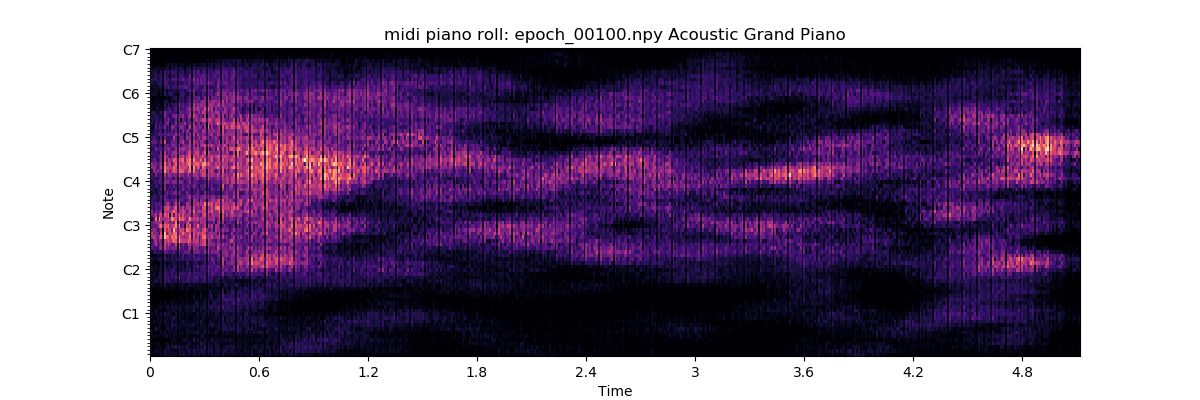 midi piano roll: epoch_00100.npy Acoustic Grand Piano
C7
C6
C5
C4
C3
C2
C1
Note
0 0.6 1.2 1.8 2.4 3 3.6 4.2 4.8
Time